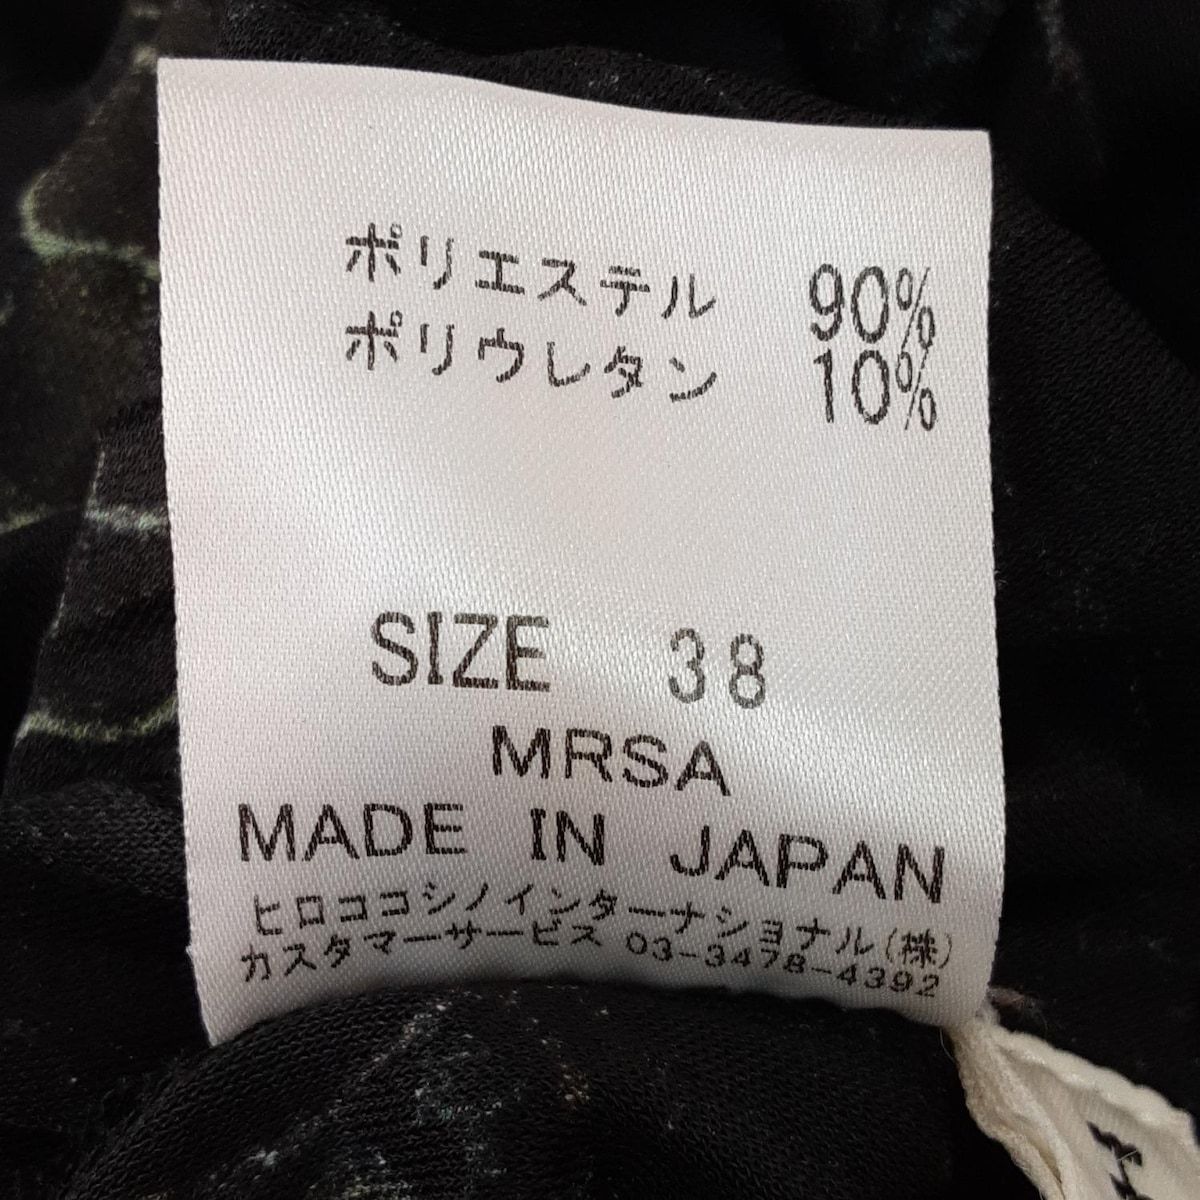 ポリエステル 90%
ポリウレタン 10%
SIZE 38
MRSA
MADE IN JAPAN
ヒロココシノインターナショナル(株)
カスタマーサービス 03-3478-4392